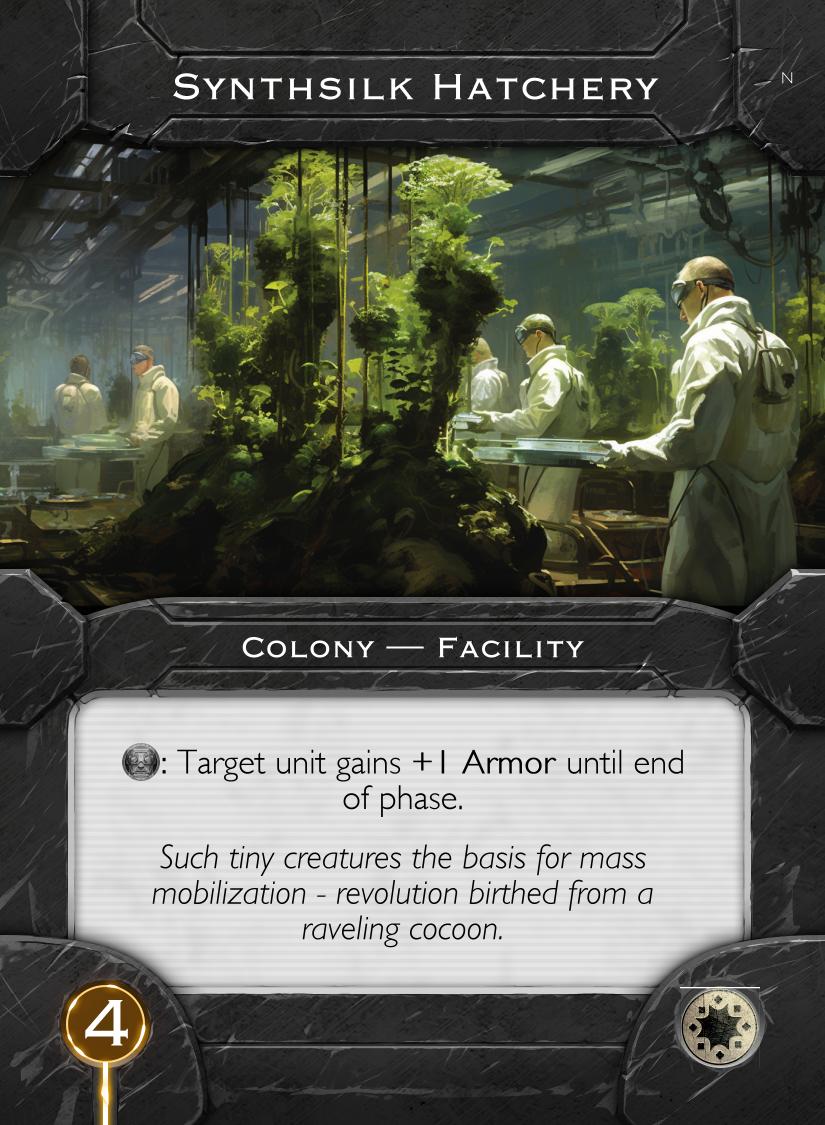 Synthsilk Hatchery
N
Colony — Facility
: Target unit gains +1 Armor until end
of phase.
Such tiny creatures the basis for mass
mobilization - revolution birthed from a
raveling cocoon.
4